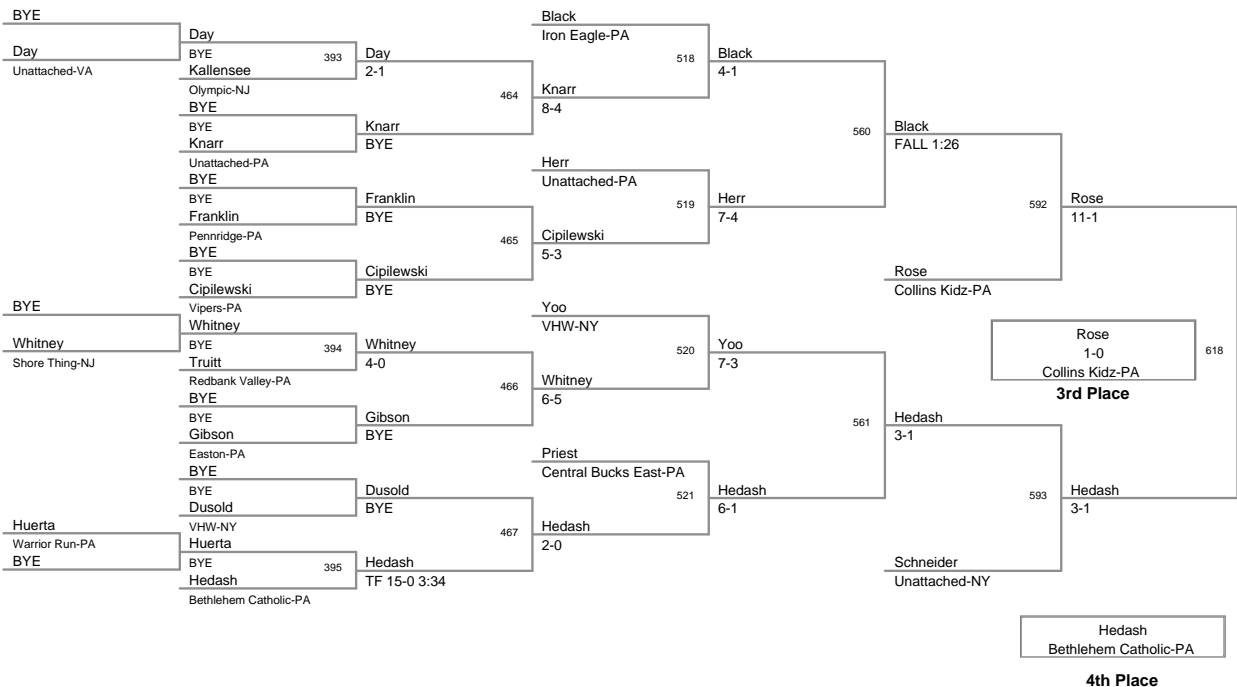 BYE
Day
Unattached-VA
BYE
Whitney
Shore Thing-NJ
Huerta
Warrior Run-PA
BYE
Day
BYE
393
Kallensee
Olympic-NJ
BYE
BYE
Knarr
Unattached-PA
BYE
BYE
Franklin
Pennridge-PA
BYE
BYE
Cipilewski
Vipers-PA
Whitney
BYE
394
Truitt
Redbank Valley-PA
BYE
BYE
Gibson
Easton-PA
BYE
BYE
Dusold
VHW-NY
Huerta
BYE
395
Hedash
Bethlehem Catholic-PA
Day
2-1
464
Knarr
BYE
Franklin
BYE
465
Cipilewski
BYE
Whitney
4-0
466
Gibson
BYE
Dusold
BYE
467
Hedash
TF 15-0 3:34
Black
Iron Eagle-PA
518
Knarr
8-4
Herr
Unattached-PA
519
Cipilewski
5-3
Yoo
VHW-NY
520
Whitney
6-5
Priest
Central Bucks East-PA
521
Hedash
2-0
Black
4-1
560
Herr
7-4
Yoo
7-3
561
Hedash
6-1
Black
FALL 1:26
592
Rose
Collins Kidz-PA
Hedash
3-1
593
Schneider
Unattached-NY
Rose
11-1
Rose
1-0
Collins Kidz-PA
618
3rd Place
Hedash
3-1
Hedash
Bethlehem Catholic-PA
4th Place